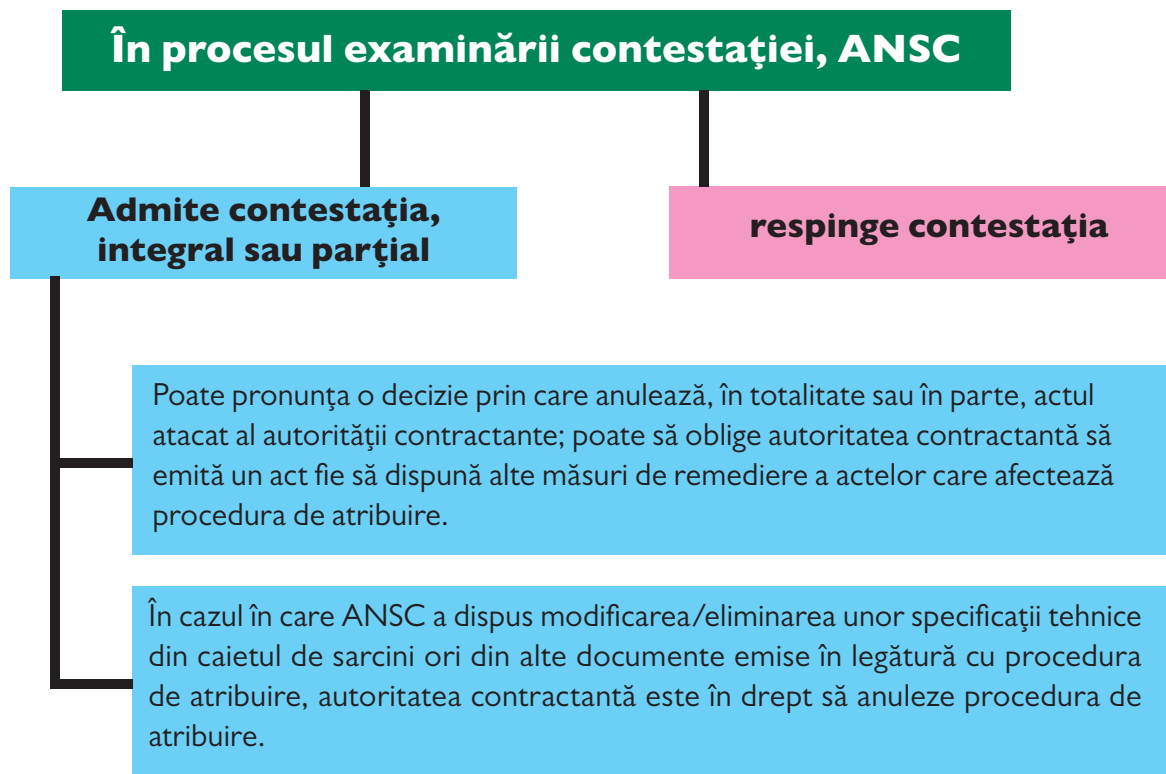 În procesul examinării contestației, ANSC
Admite contestația,
integral sau parțial
respinge contestația
Poate pronunța o decizie prin care anulează, în totalitate sau în parte, actul
atacat al autorității contractante; poate să oblige autoritatea contractantă să
emită un act fie să dispună alte măsuri de remediere a actelor care afectează
procedura de atribuire.
În cazul în care ANSC a dispus modificarea/eliminarea unor specificații tehnice
din caietul de sarcini ori din alte documente emise în legătură cu procedura
de atribuire, autoritatea contractantă este în drept să anuleze procedura de
atribuire.